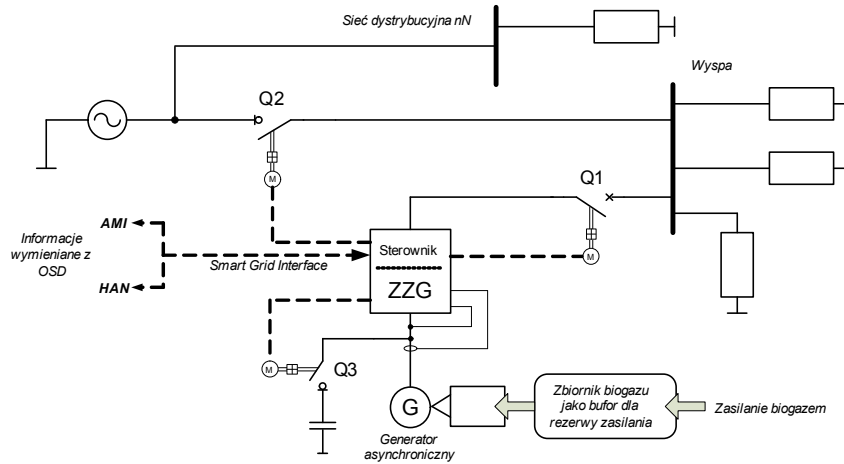 Sieć dystrybucyjna nN
Wyspa
Q2
M
Q1
M
AMI
Informacje
wymieniane z
OSD
HAN
Smart Grid Interface
Sterownik
ZZG
M
Q3
G
Generator
asynchroniczny
Zbiornik biogazu
jako bufor dla
rezerwy zasilania
Zasilanie biogazem